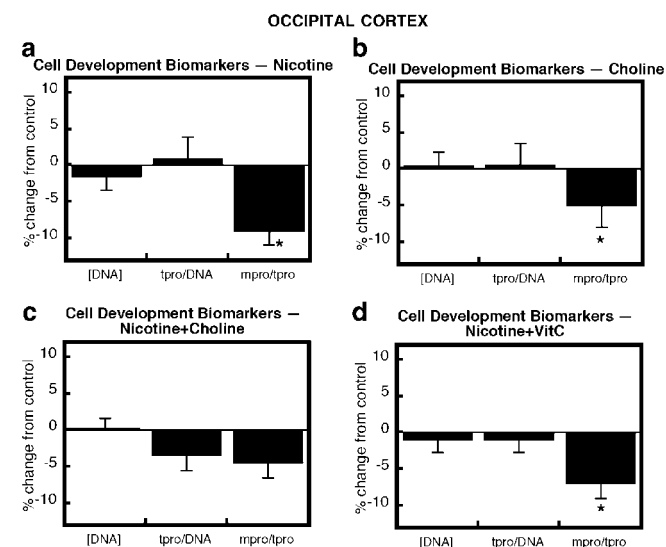 OCCIPITAL CORTEX
a
Cell Development Biomarkers — Nicotine
% change from control
10
5
0
-5
-10
*
[DNA] tpro/DNA mpro/tpro
b
Cell Development Biomarkers — Choline
% change from control
10
5
0
-5
-10
*
[DNA] tpro/DNA mpro/tpro
c
Cell Development Biomarkers —
Nicotine+Choline
% change from control
10
5
0
-5
-10
[DNA] tpro/DNA mpro/tpro
d
Cell Development Biomarkers —
Nicotine+VitC
% change from control
10
5
0
-5
-10
*
[DNA] tpro/DNA mpro/tpro